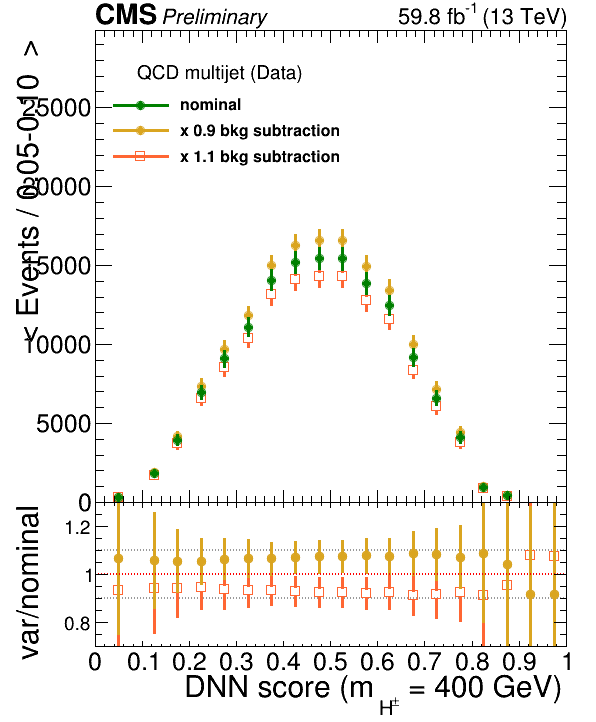 CMS Preliminary 59.8 fb-1 (13 TeV)
< Events / 0.05-0.10 >
QCD multijet (Data)
nominal
x 0.9 bkg subtraction
x 1.1 bkg subtraction
25000
20000
15000
10000
5000
0
var/nominal
1.2
1
0.8
0 0.1 0.2 0.3 0.4 0.5 0.6 0.7 0.8 0.9 1
DNN score (m H± = 400 GeV)